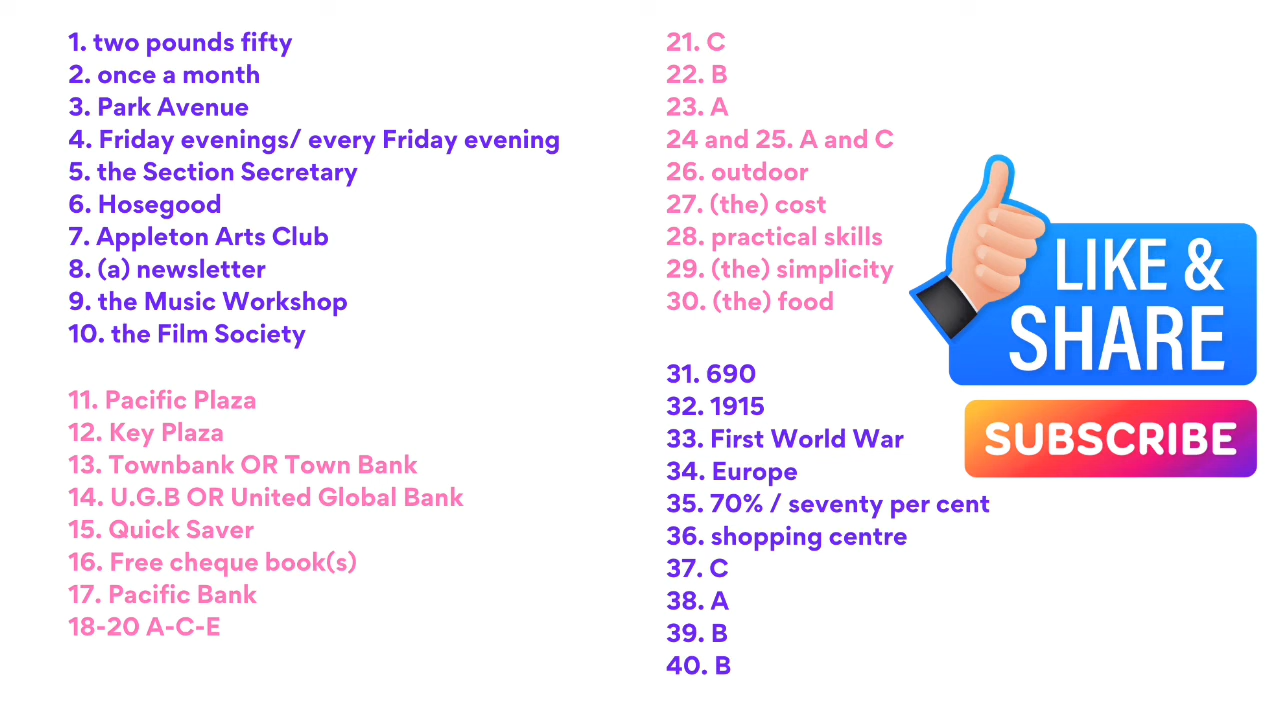 1. two pounds fifty
2. once a month
3. Park Avenue
4. Friday evenings/ every Friday evening
5. the Section Secretary
6. Hosegood
7. Appleton Arts Club
8. (a) newsletter
9. the Music Workshop
10. the Film Society
11. Pacific Plaza
12. Key Plaza
13. Townbank OR Town Bank
14. U.G.B OR United Global Bank
15. Quick Saver
16. Free cheque book(s)
17. Pacific Bank
18-20 A-C-E
21. C
22. B
23. A
24 and 25. A and C
26. outdoor
27. (the) cost
28. practical skills
29. (the) simplicity
30. (the) food
31. 690
32. 1915
33. First World War
34. Europe
35. 70% / seventy per cent
36. shopping centre
37. C
38. A
39. B
40. B
LIKE &
SHARE
SUBSCRIBE